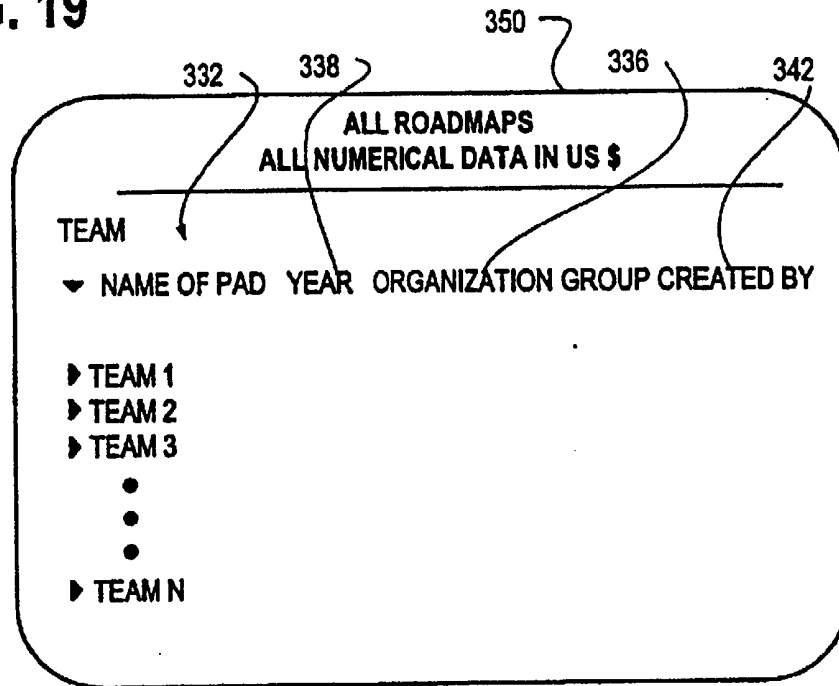 . 19
350
332 338 336 342
ALL ROADMAPS
ALL NUMERICAL DATA IN US $
TEAM
NAME OF PAD YEAR ORGANIZATION GROUP CREATED BY
TEAM 1
TEAM 2
TEAM 3
TEAM N